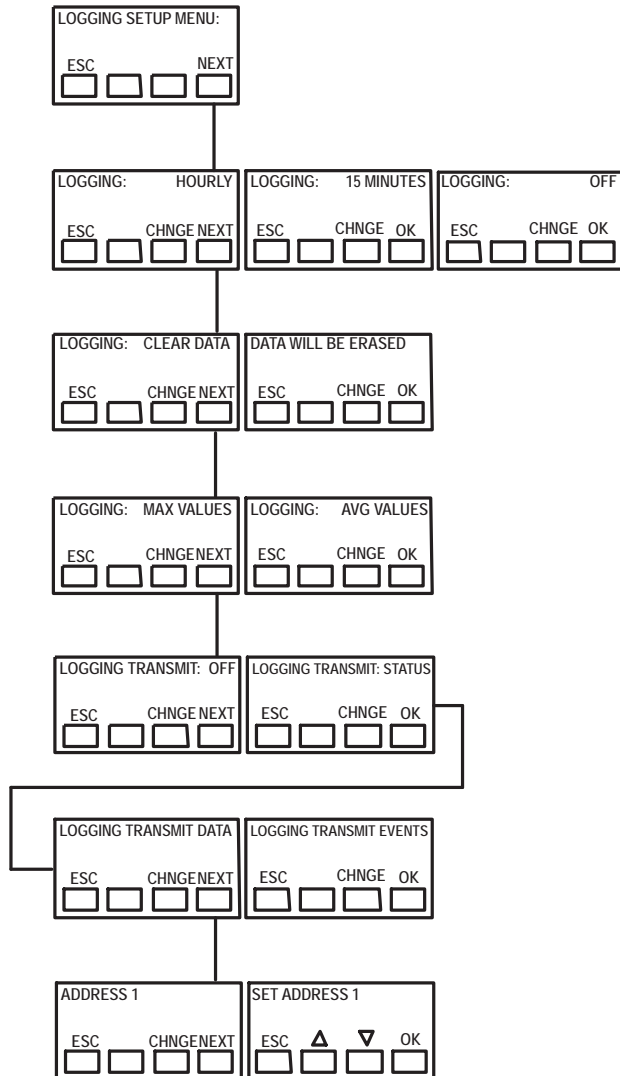 LOGGING SETUP MENU:
ESC NEXT
LOGGING: HOURLY LOGGING: 15 MINUTES LOGGING: OFF
ESC CHNGE NEXT ESC CHNGE OK ESC CHNGE OK
LOGGING: CLEAR DATA DATA WILL BE ERASED
ESC CHNGE NEXT ESC CHNGE OK
LOGGING: MAX VALUES LOGGING: AVG VALUES
ESC CHNGE NEXT ESC CHNGE OK
LOGGING TRANSMIT: OFF LOGGING TRANSMIT: STATUS
ESC CHNGE NEXT ESC CHNGE OK
LOGGING TRANSMIT DATA LOGGING TRANSMIT EVENTS
ESC CHNGE NEXT ESC CHNGE OK
ADDRESS 1 SET ADDRESS 1
ESC CHNGE NEXT ESC OK